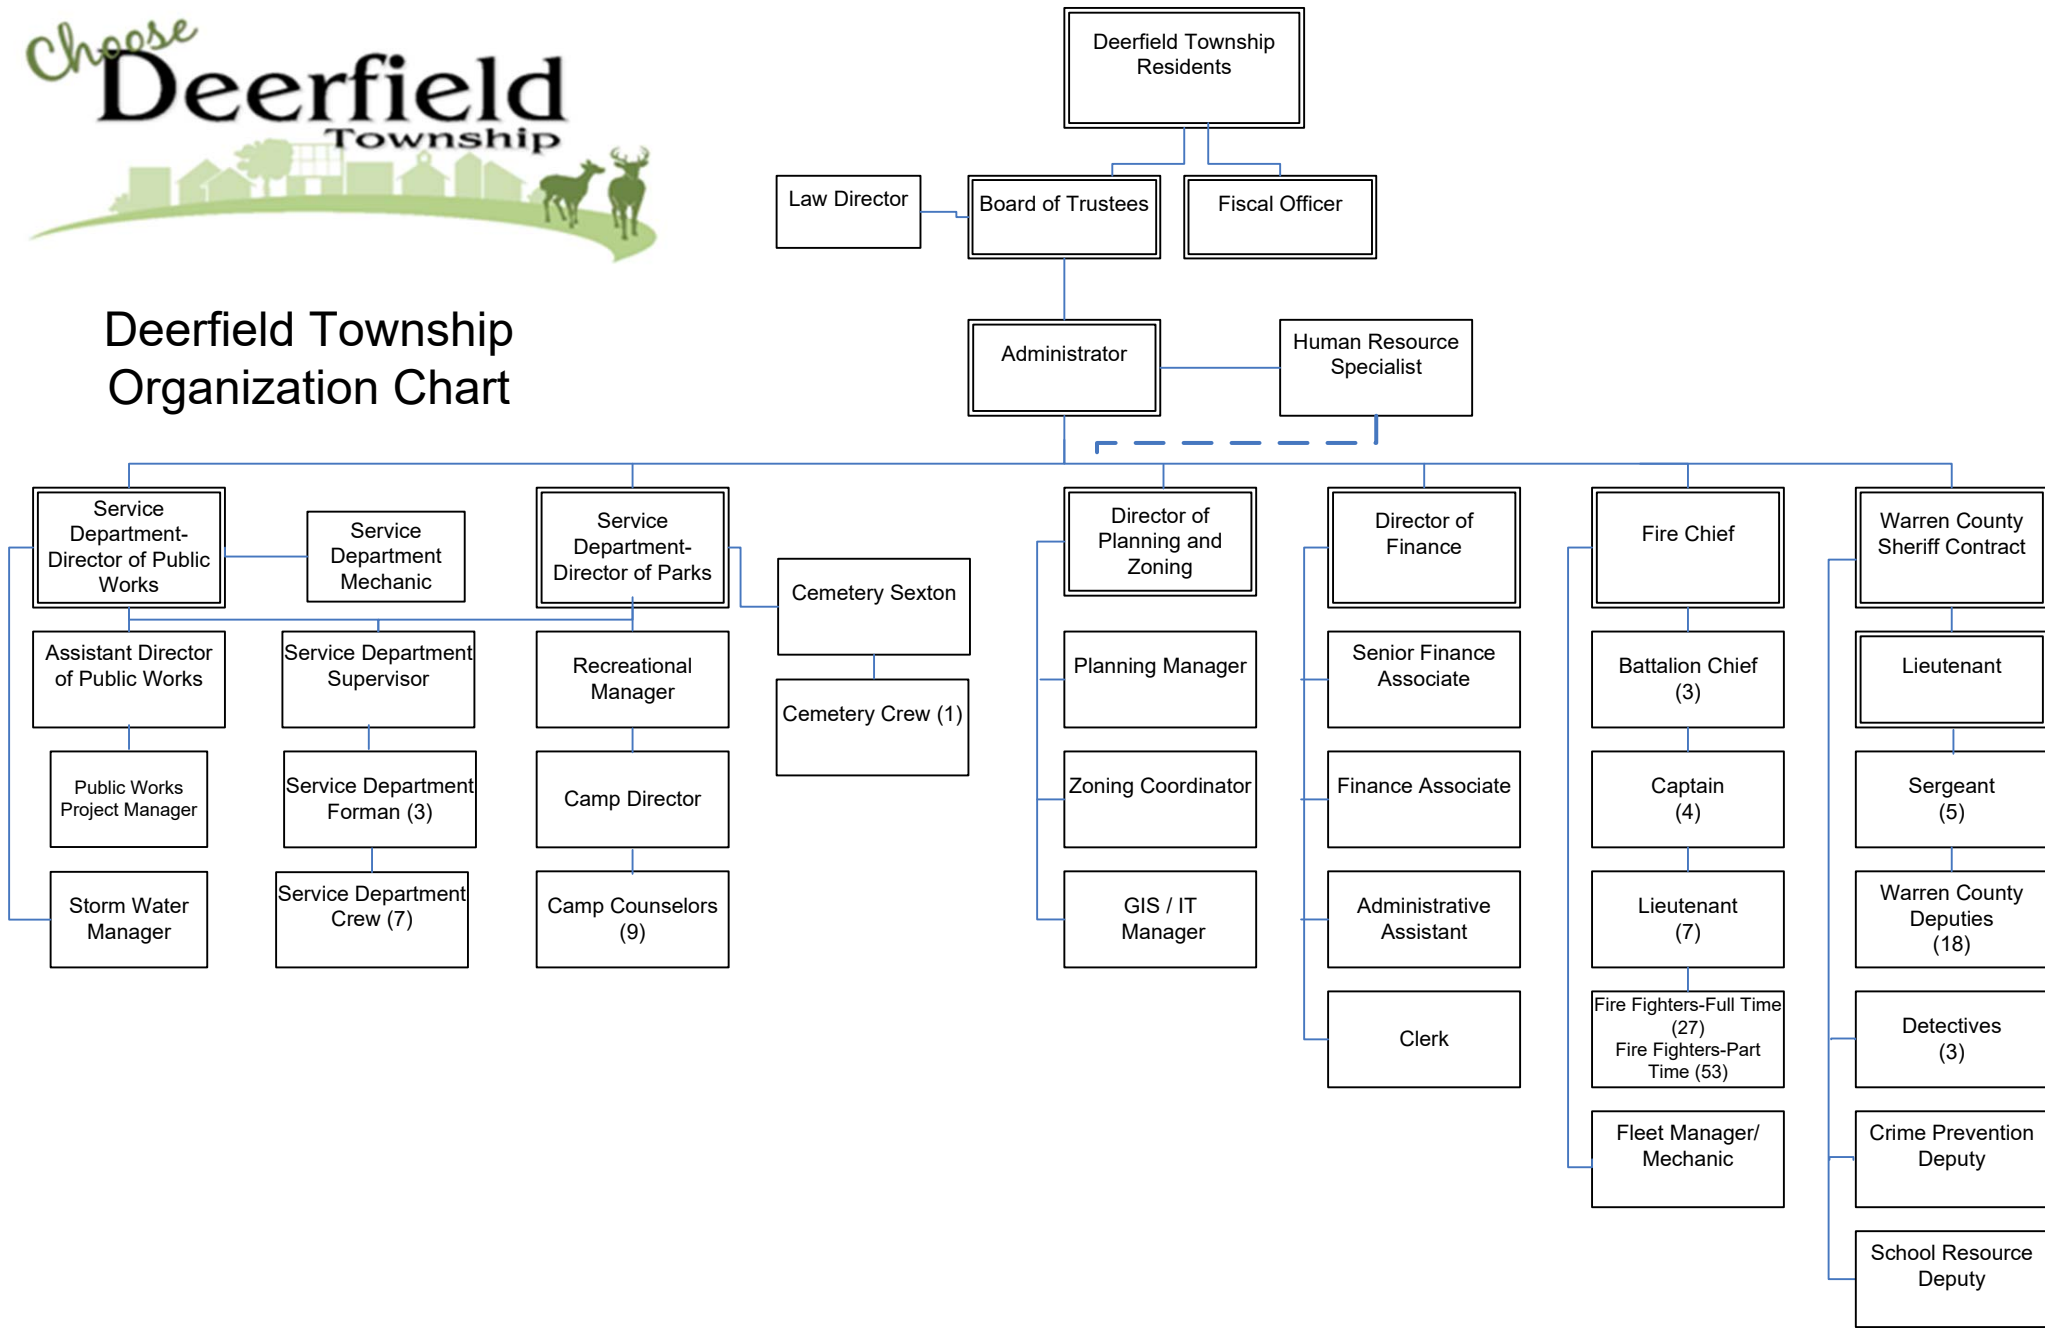 Choose
Deerfield
Township
Deerfield Township
Organization Chart
Deerfield Township
Residents
Law Director
Board of Trustees
Fiscal Officer
Administrator
Human Resource
Specialist
Service
Department-
Director of Public
Works
Service
Department
Mechanic
Service
Department-
Director of Parks
Cemetery Sexton
Cemetery Crew (1)
Director of
Planning and
Zoning
Director of
Finance
Fire Chief
Warren County
Sheriff Contract
Assistant Director
of Public Works
Service Department
Supervisor
Recreational
Manager
Planning Manager
Senior Finance
Associate
Battalion Chief
(3)
Lieutenant
Public Works
Project Manager
Service Department
Forman (3)
Camp Director
Zoning Coordinator
Finance Associate
Captain
(4)
Sergeant
(5)
Storm Water
Manager
Service Department
Crew (7)
Camp Counselors
(9)
GIS / IT
Manager
Administrative
Assistant
Lieutenant
(7)
Warren County
Deputies
(18)
Clerk
Fire Fighters-Full Time
(27)
Fire Fighters-Part
Time (53)
Detectives
(3)
Fleet Manager/
Mechanic
Crime Prevention
Deputy
School Resource
Deputy